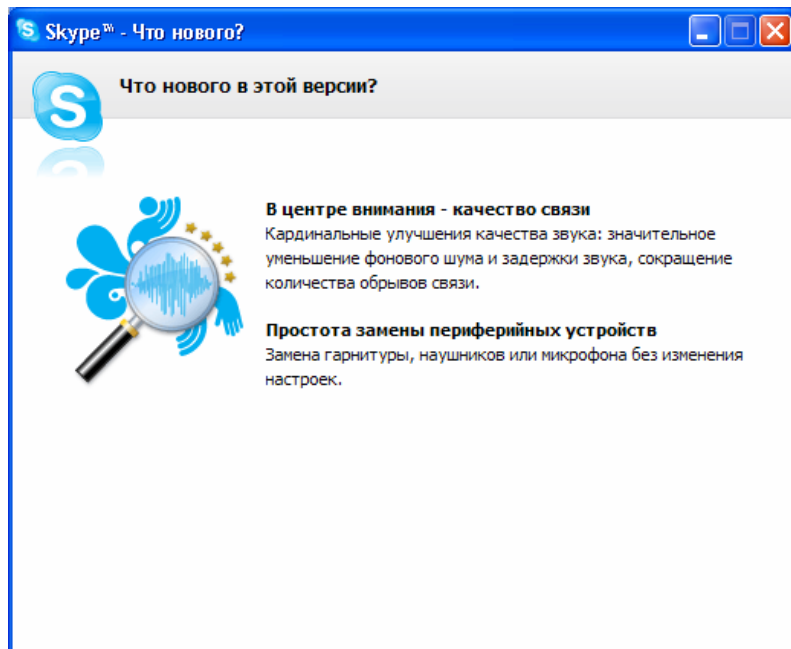 Skype™ - Что нового?
Что нового в этой версии?
В центре внимания - качество связи
Кардинальные улучшения качества звука: значительное
уменьшение фонового шума и задержки звука, сокращение
количества обрывов связи.
Простота замены периферийных устройств
Замена гарнитуры, наушников или микрофона без изменения
настроек.